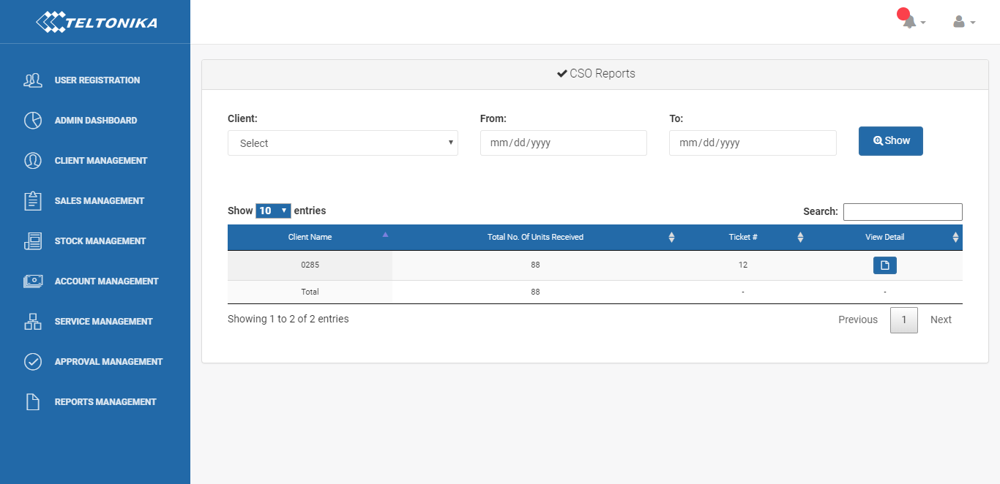 TELTONIKA
USER REGISTRATION
ADMIN DASHBOARD
CLIENT MANAGEMENT
SALES MANAGEMENT
STOCK MANAGEMENT
ACCOUNT MANAGEMENT
SERVICE MANAGEMENT
APPROVAL MANAGEMENT
REPORTS MANAGEMENT
CSO Reports
Client: From: To:
Select mm/dd/yyyy mm/dd/yyyy Show
Show 10 entries Search:
Client Name Total No. Of Units Received Ticket # View Detail
0285 88 12
Total 88 - -
Showing 1 to 2 of 2 entries Previous 1 Next